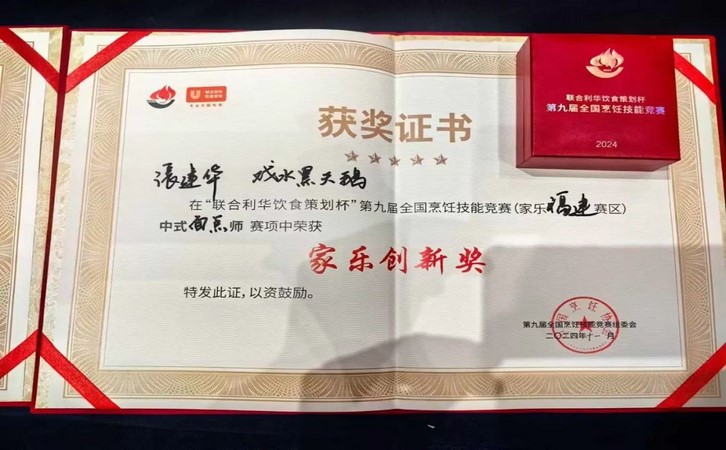 获奖证书
張建华 戏水黑天鹅
在“联合利华饮食策划杯”第九届全国烹饪技能竞赛(家乐福建赛区)
中式面点师 赛项中荣获
家乐创新奖
特发此证,以资鼓励。
第九届全国烹饪技能竞赛组委会
二〇二四年十一月
联合利华饮食策划杯
第九届全国烹饪技能竞赛
2024